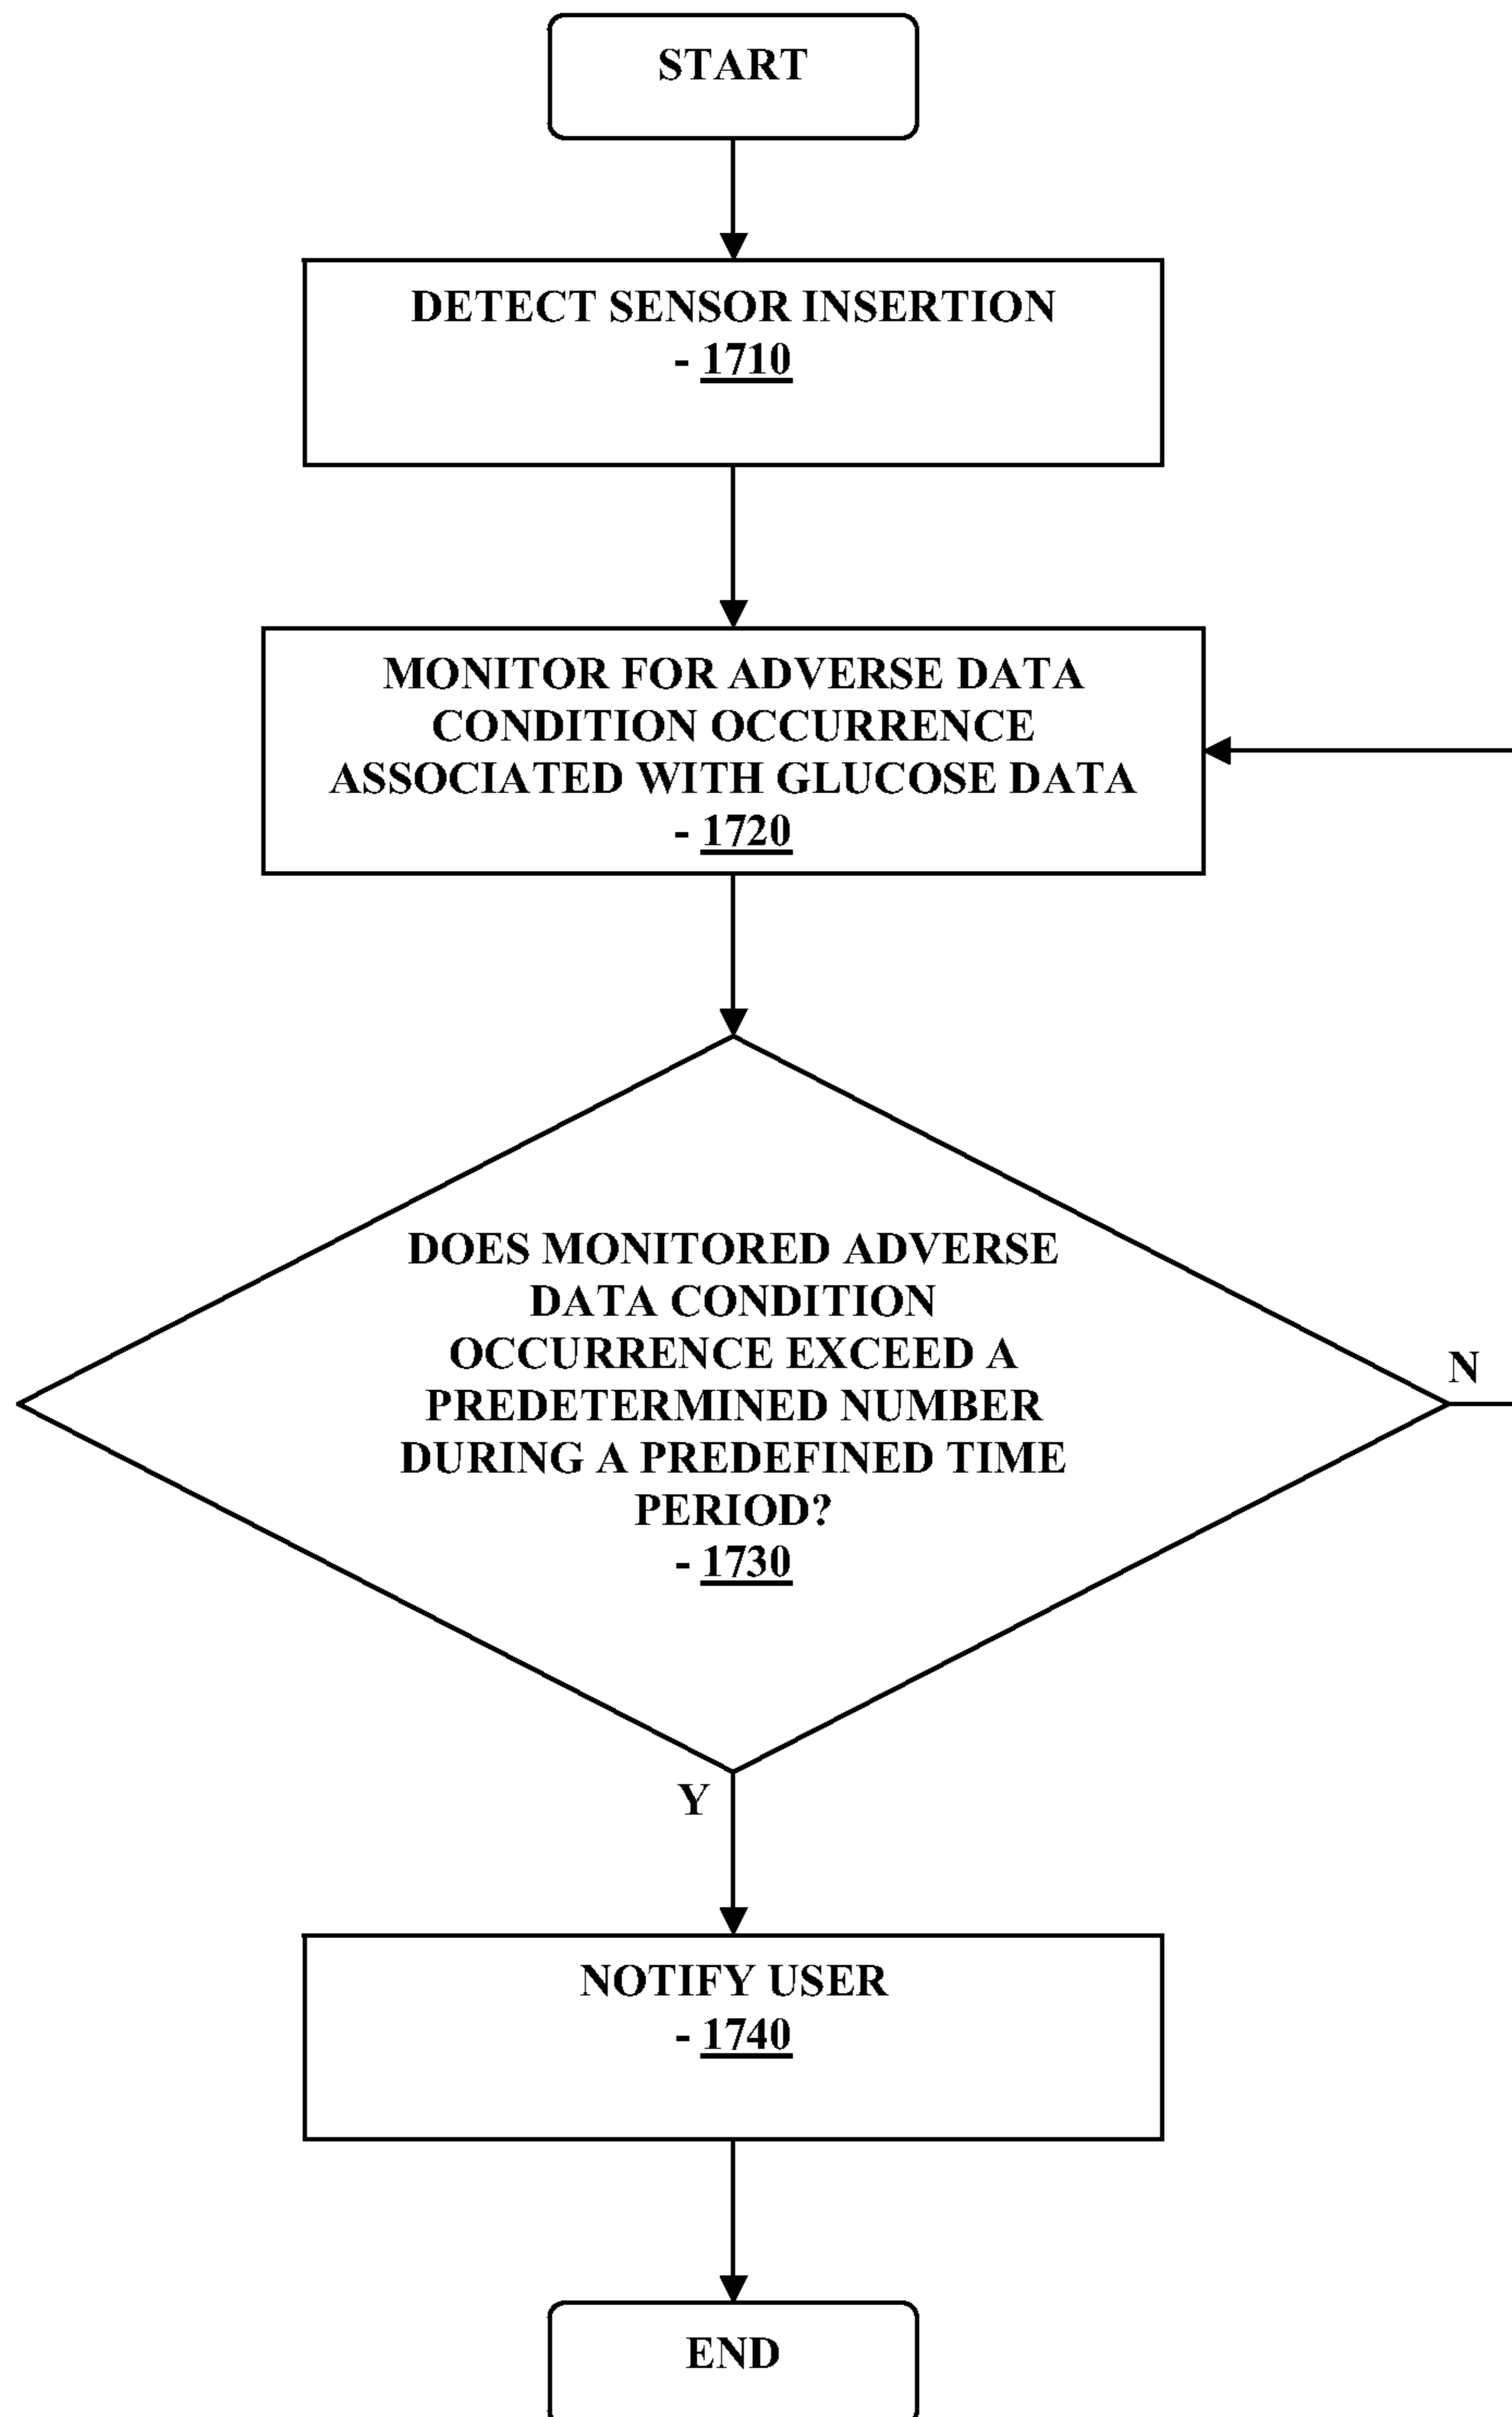 START
DETECT SENSOR INSERTION
- 1710
MONITOR FOR ADVERSE DATA
CONDITION OCCURRENCE
ASSOCIATED WITH GLUCOSE DATA
- 1720
DOES MONITORED ADVERSE
DATA CONDITION
OCCURRENCE EXCEED A
PREDETERMINED NUMBER
DURING A PREDEFINED TIME
PERIOD?
- 1730
N
Y
NOTIFY USER
- 1740
END